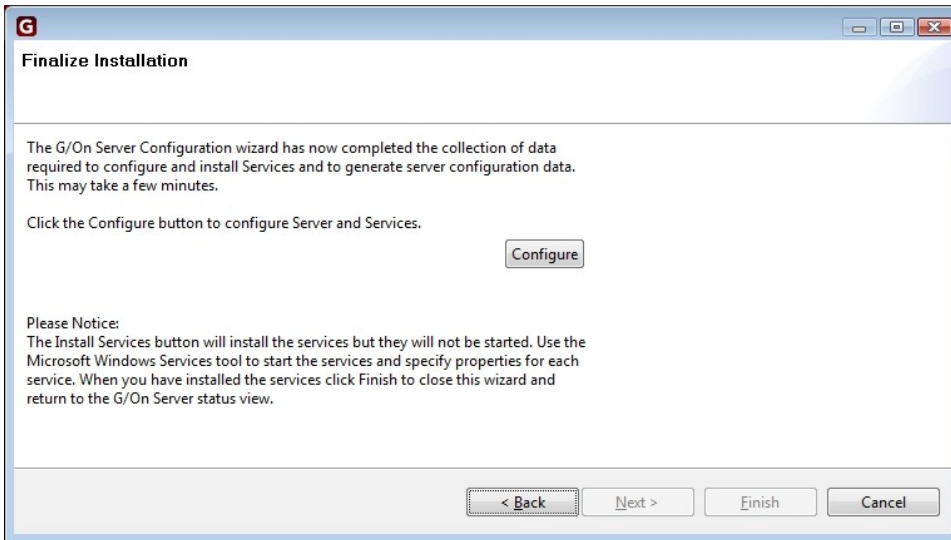 G
Finalize Installation
The G/On Server Configuration wizard has now completed the collection of data
required to configure and install Services and to generate server configuration data.
This may take a few minutes.
Click the Configure button to configure Server and Services.
Configure
Please Notice:
The Install Services button will install the services but they will not be started. Use the
Microsoft Windows Services tool to start the services and specify properties for each
service. When you have installed the services click Finish to close this wizard and
return to the G/On Server status view.
< Back Next > Finish Cancel